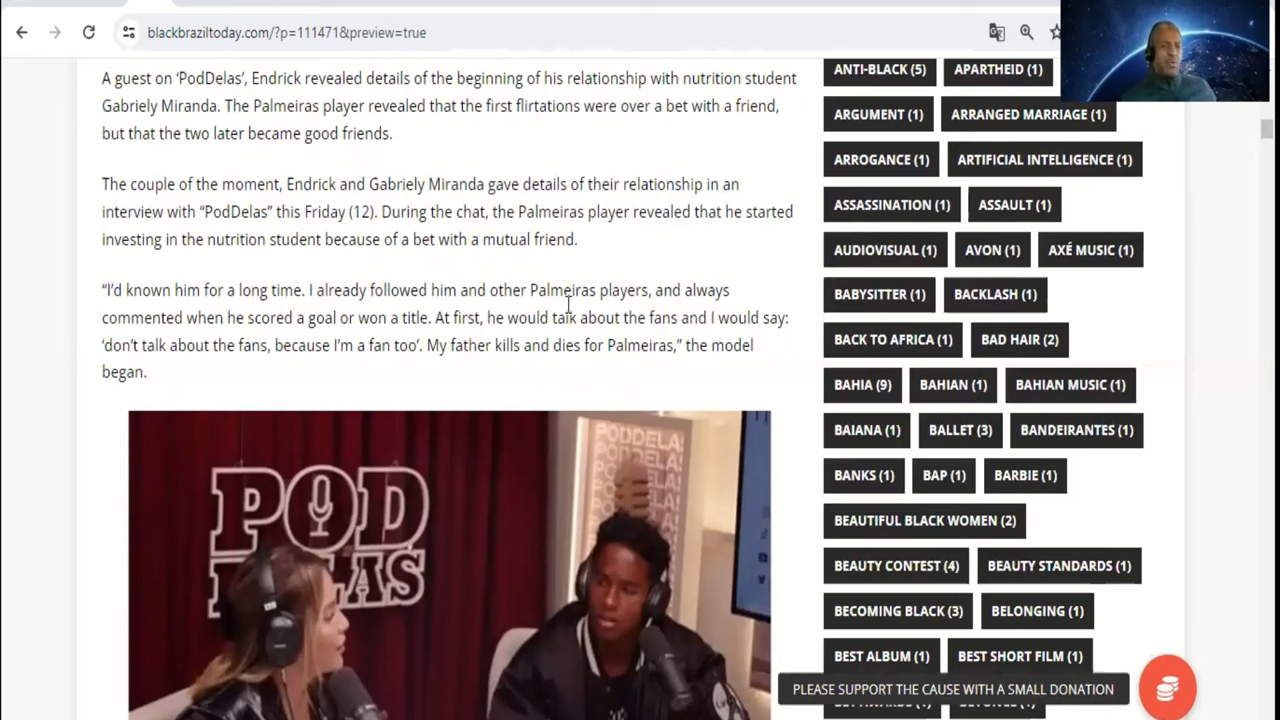 blackbraziltoday.com/?p=111471&preview=true
A guest on ‘PodDelas’, Endrick revealed details of the beginning of his relationship with nutrition student
Gabriely Miranda. The Palmeiras player revealed that the first flirtations were over a bet with a friend,
but that the two later became good friends.
The couple of the moment, Endrick and Gabriely Miranda gave details of their relationship in an
interview with “PodDelas” this Friday (12). During the chat, the Palmeiras player revealed that he started
investing in the nutrition student because of a bet with a mutual friend.
“I’d known him for a long time. I already followed him and other Palmeiras players, and always
commented when he scored a goal or won a title. At first, he would talk about the fans and I would say:
‘don’t talk about the fans, because I’m a fan too’. My father kills and dies for Palmeiras,” the model
began.
POD
DELAS
PODDELAS
ANTI-BLACK (5) APARTHEID (1)
ARGUMENT (1) ARRANGED MARRIAGE (1)
ARROGANCE (1) ARTIFICIAL INTELLIGENCE (1)
ASSASSINATION (1) ASSAULT (1)
AUDIOVISUAL (1) AVON (1) AXÉ MUSIC (1)
BABYSITTER (1) BACKLASH (1)
BACK TO AFRICA (1) BAD HAIR (2)
BAHIA (9) BAHIAN (1) BAHIAN MUSIC (1)
BAIANA (1) BALLET (3) BANDEIRANTES (1)
BANKS (1) BAP (1) BARBIE (1)
BEAUTIFUL BLACK WOMEN (2)
BEAUTY CONTEST (4) BEAUTY STANDARDS (1)
BECOMING BLACK (3) BELONGING (1)
BEST ALBUM (1) BEST SHORT FILM (1)
PLEASE SUPPORT THE CAUSE WITH A SMALL DONATION